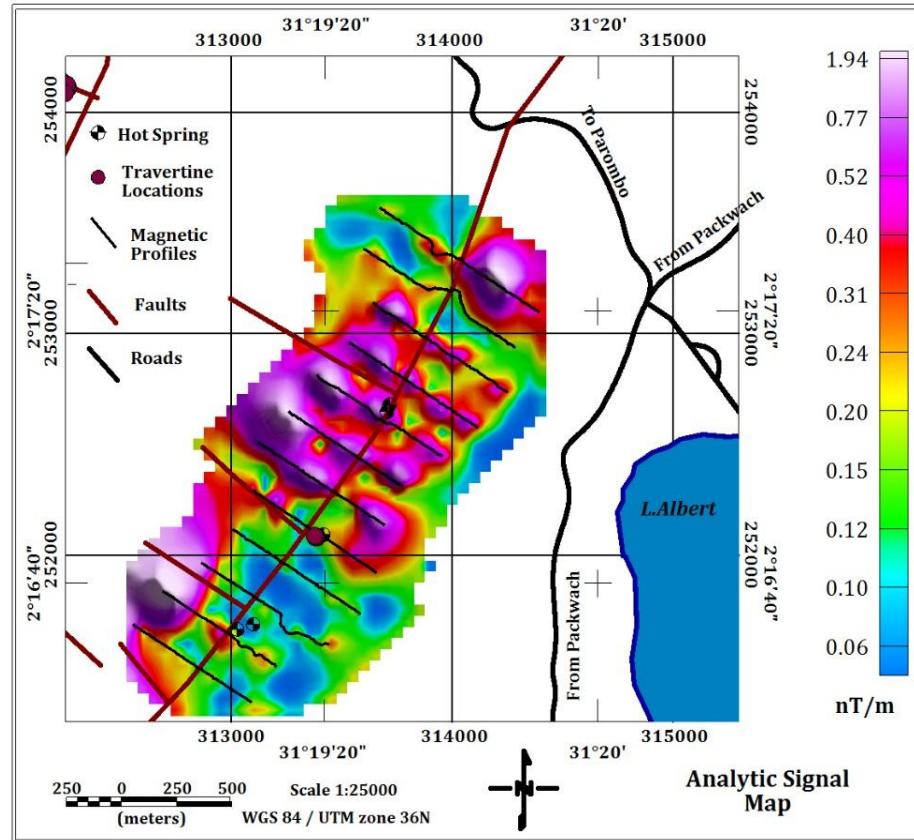 31°19'20"
31°20'
313000
314000
315000
1.94
254000
254000
0.77
0.52
0.40
0.31
0.24
0.20
0.15
0.12
0.10
0.06
nT/m
Hot Spring
Travertine
Locations
Magnetic
Profiles
Faults
Roads
To Parombo
From Packwach
2°17'20"
253000
2°17'20"
253000
L.Albert
252000
2°16'40"
252000
2°16'40"
From Packwach
313000
314000
315000
31°19'20"
31°20'
250 0 250 500
(meters)
Scale 1:25000
WGS 84 / UTM zone 36N
N
Analytic Signal
Map